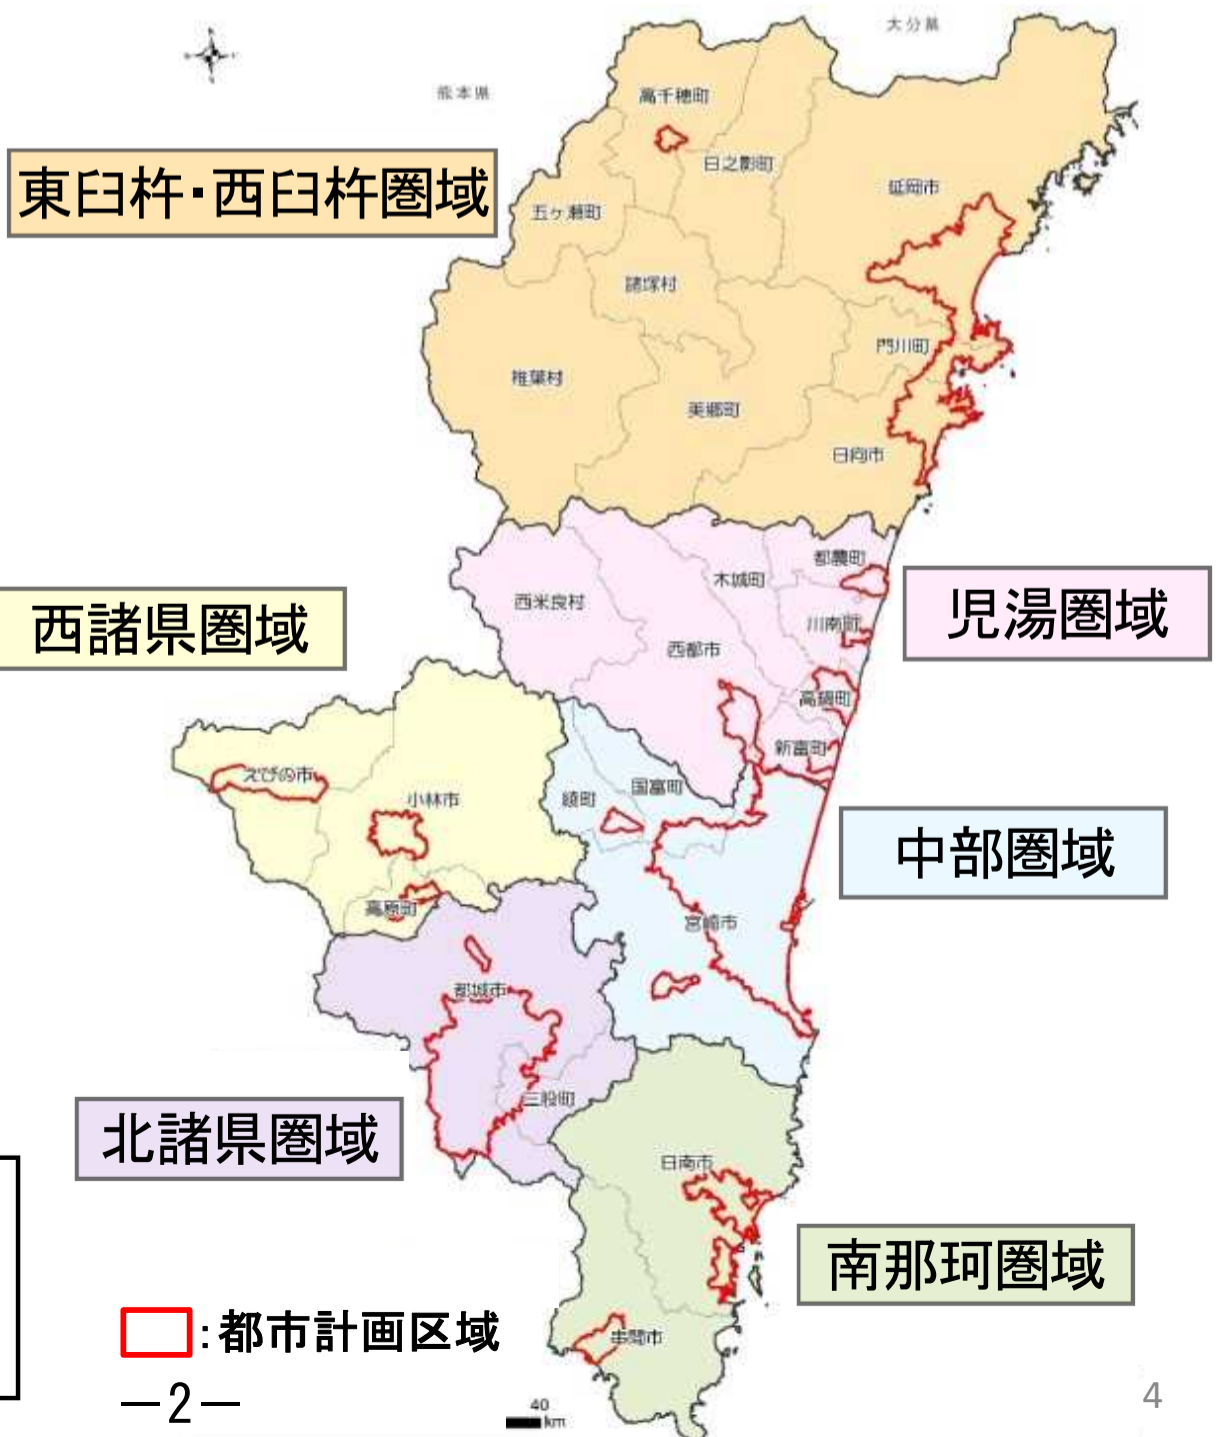 大分県
熊本県
高千穂町
日之影町
東臼杵・西臼杵圏域
延岡市
五ヶ瀬町
諸塚村
門川町
椎葉村
美郷町
日向市
都農町
木城町
西米良村
児湯圏域
西諸県圏域
川南町
西都市
高鍋町
新富町
えびの市
国富町
小林市
綾町
中部圏域
高原町
宮崎市
都城市
三股町
北諸県圏域
日南市
南那珂圏域
:都市計画区域
串間市
―2―
40
km
4